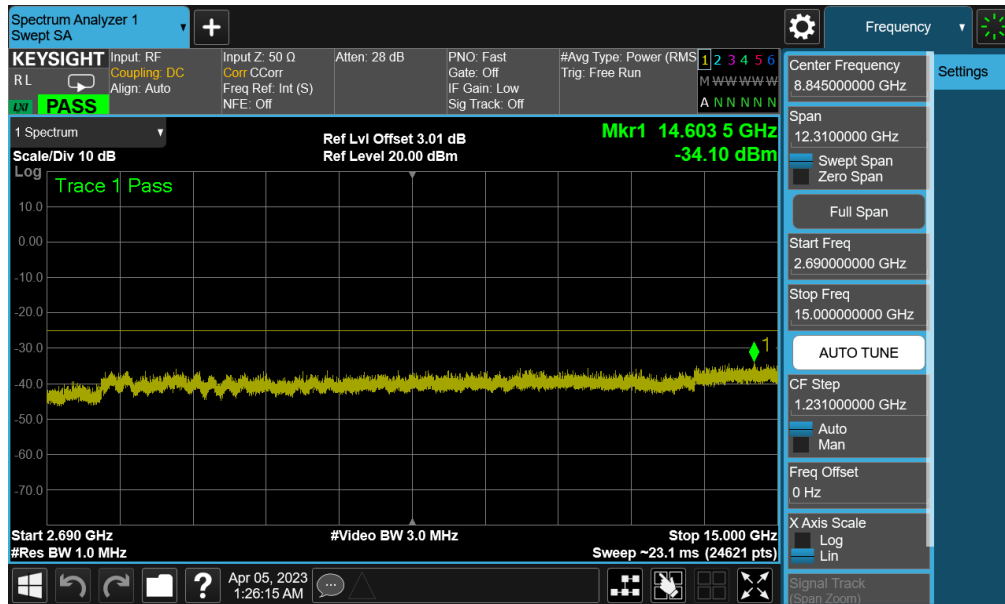 Spectrum Analyzer 1
Swept SA
+
Frequency
KEYSIGHT
R L
LXI PASS
Input: RF
Coupling: DC
Align: Auto
Input Z: 50 Ω
Corr CCorr
Freq Ref: Int (S)
NFE: Off
Atten: 28 dB
PNO: Fast
Gate: Off
IF Gain: Low
Sig Track: Off
#Avg Type: Power (RMS
Trig: Free Run
1 2 3 4 5 6
M W W W W W
A N N N N N
1 Spectrum
Scale/Div 10 dB
Ref Lvl Offset 3.01 dB
Ref Level 20.00 dBm
Mkr1 14.603 5 GHz
-34.10 dBm
Log
Trace 1 Pass
10.0
0.00
-10.0
-20.0
-30.0
-40.0
-50.0
-60.0
-70.0
1
Start 2.690 GHz
#Res BW 1.0 MHz
#Video BW 3.0 MHz
Stop 15.000 GHz
Sweep ~23.1 ms (24621 pts)
Center Frequency
8.845000000 GHz
Span
12.3100000 GHz
Swept Span
Zero Span
Full Span
Start Freq
2.690000000 GHz
Stop Freq
15.000000000 GHz
AUTO TUNE
CF Step
1.231000000 GHz
Auto
Man
Freq Offset
0 Hz
X Axis Scale
Log
Lin
Signal Track
(Span Zoom)
Settings
?
Apr 05, 2023
1:26:15 AM